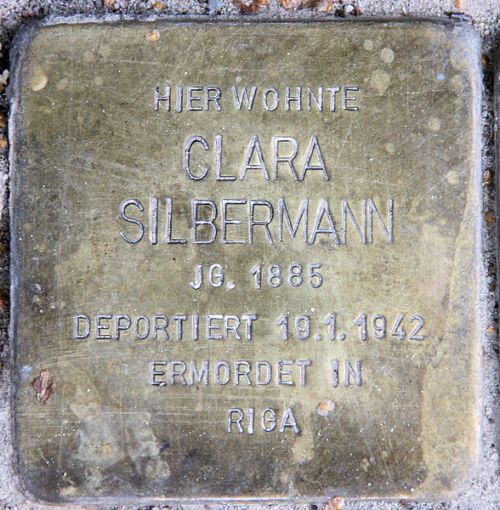 HIER WOHNTE
CLARA
SILBERMANN
JG. 1885
DEPORTIERT 19.1.1942
ERMORDET IN
RIGA